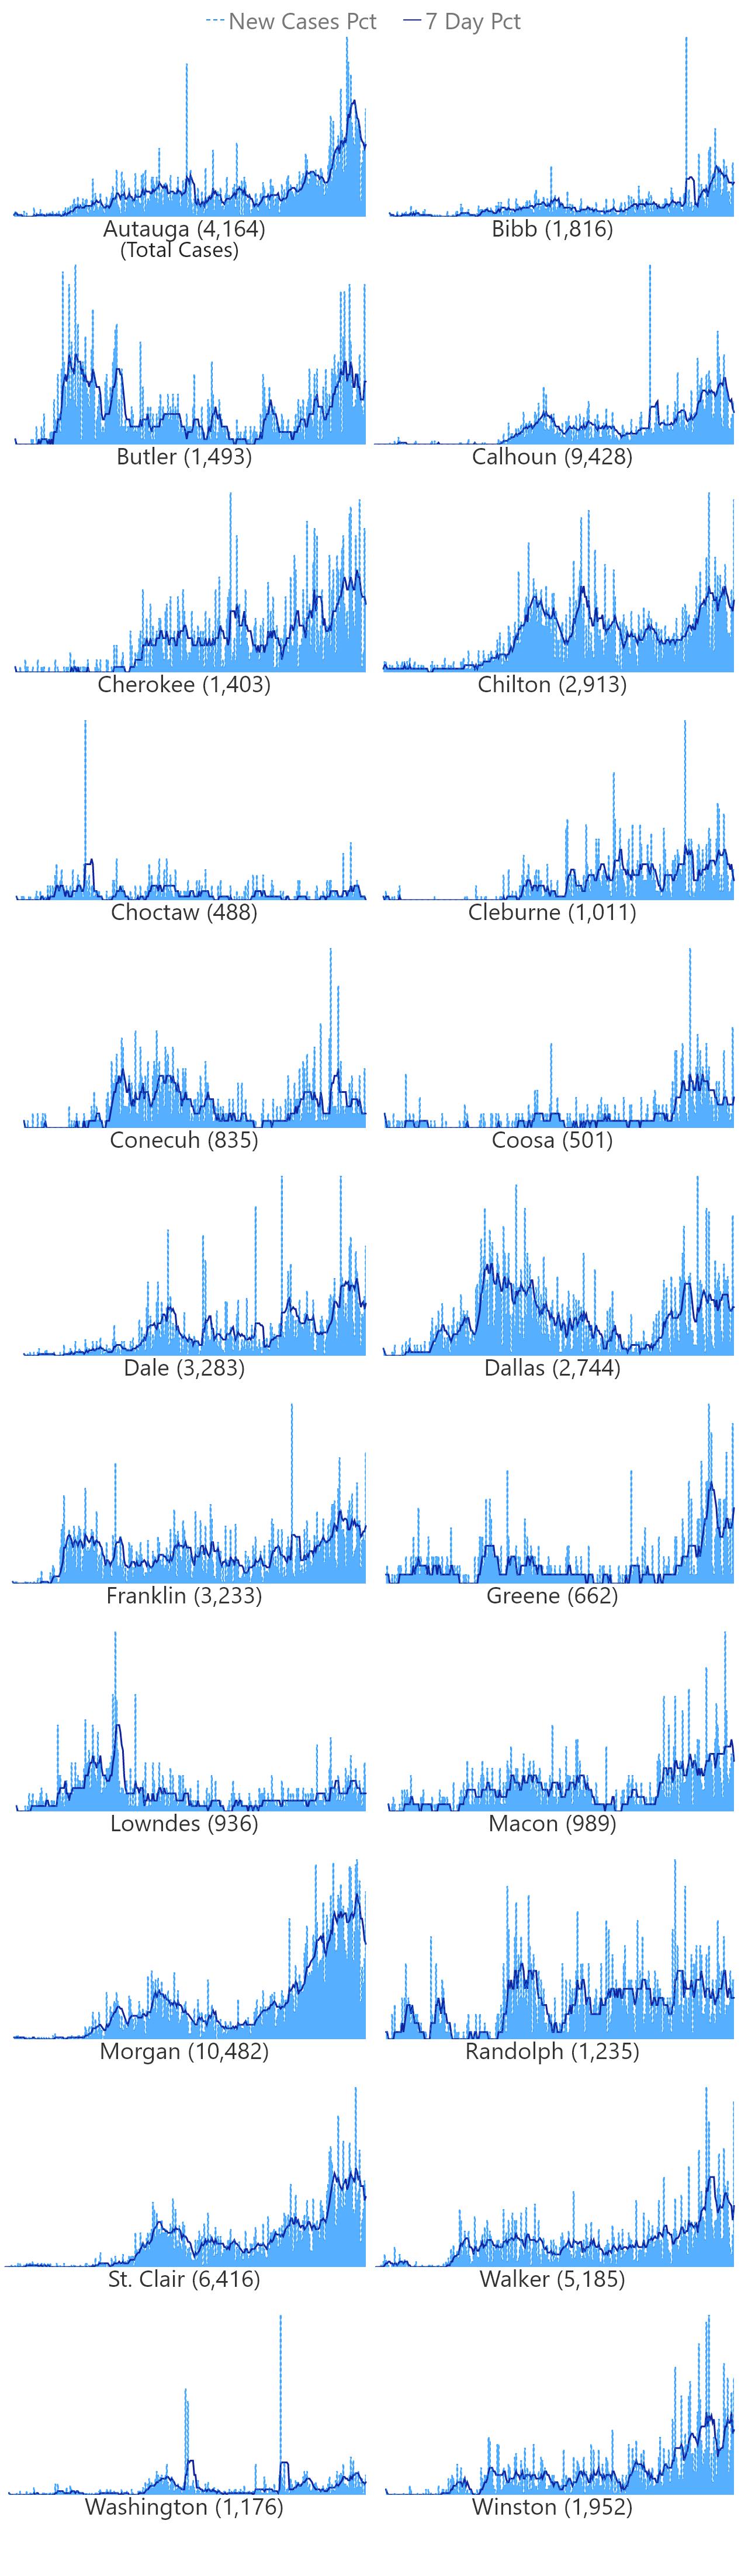 New Cases Pct 7 Day Pct
Autauga (4,164) Bibb (1,816)
(Total Cases)
Butler (1,493) Calhoun (9,428)
Cherokee (1,403) Chilton (2,913)
Choctaw (488) Cleburne (1,011)
Conecuh (835) Coosa (501)
Dale (3,283) Dallas (2,744)
Franklin (3,233) Greene (662)
Lowndes (936) Macon (989)
Morgan (10,482) Randolph (1,235)
St. Clair (6,416) Walker (5,185)
Washington (1,176) Winston (1,952)